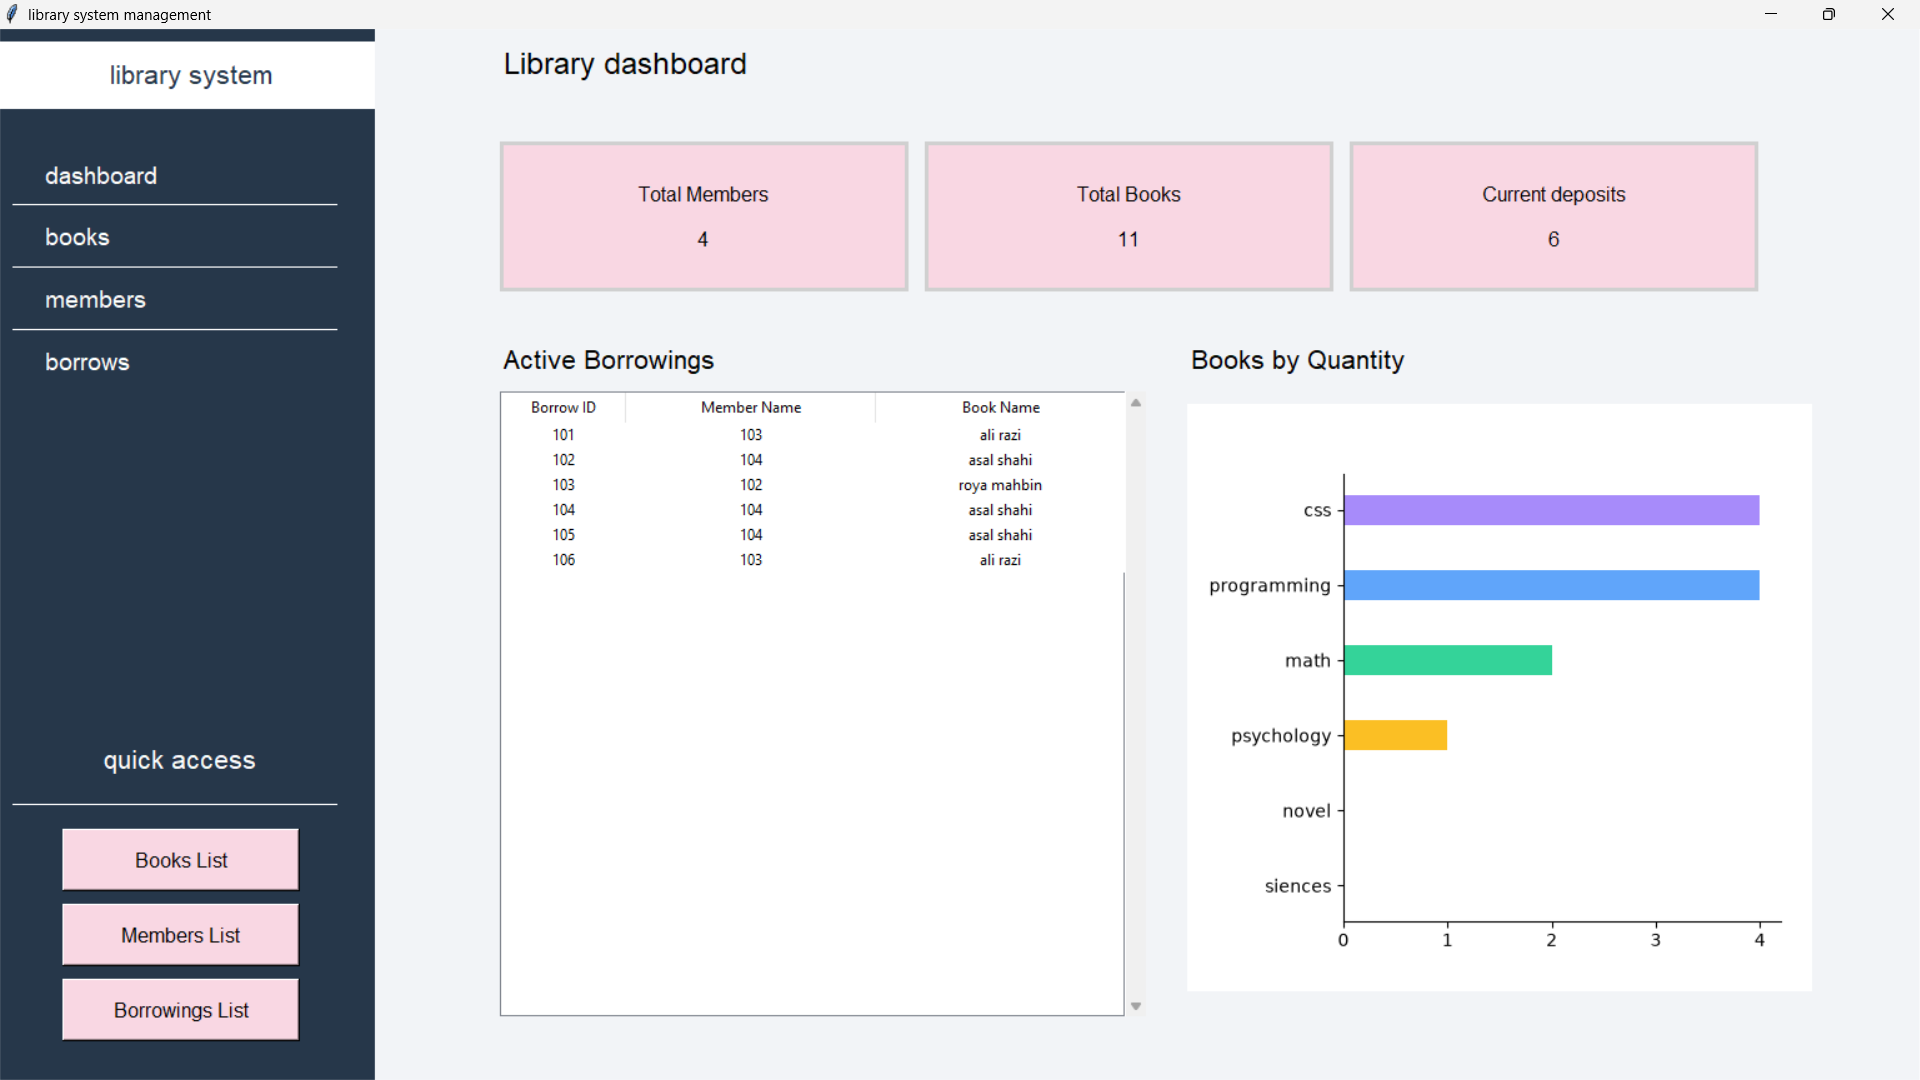 library system management
library system
dashboard
books
members
borrows
quick access
Books List
Members List
Borrowings List
Library dashboard
Total Members
4
Total Books
11
Current deposits
6
Active Borrowings
Borrow ID Member Name Book Name
101 103 ali razi
102 104 asal shahi
103 102 roya mahbin
104 104 asal shahi
105 104 asal shahi
106 103 ali razi
Books by Quantity
css
programming
math
psychology
novel
siences
0 1 2 3 4